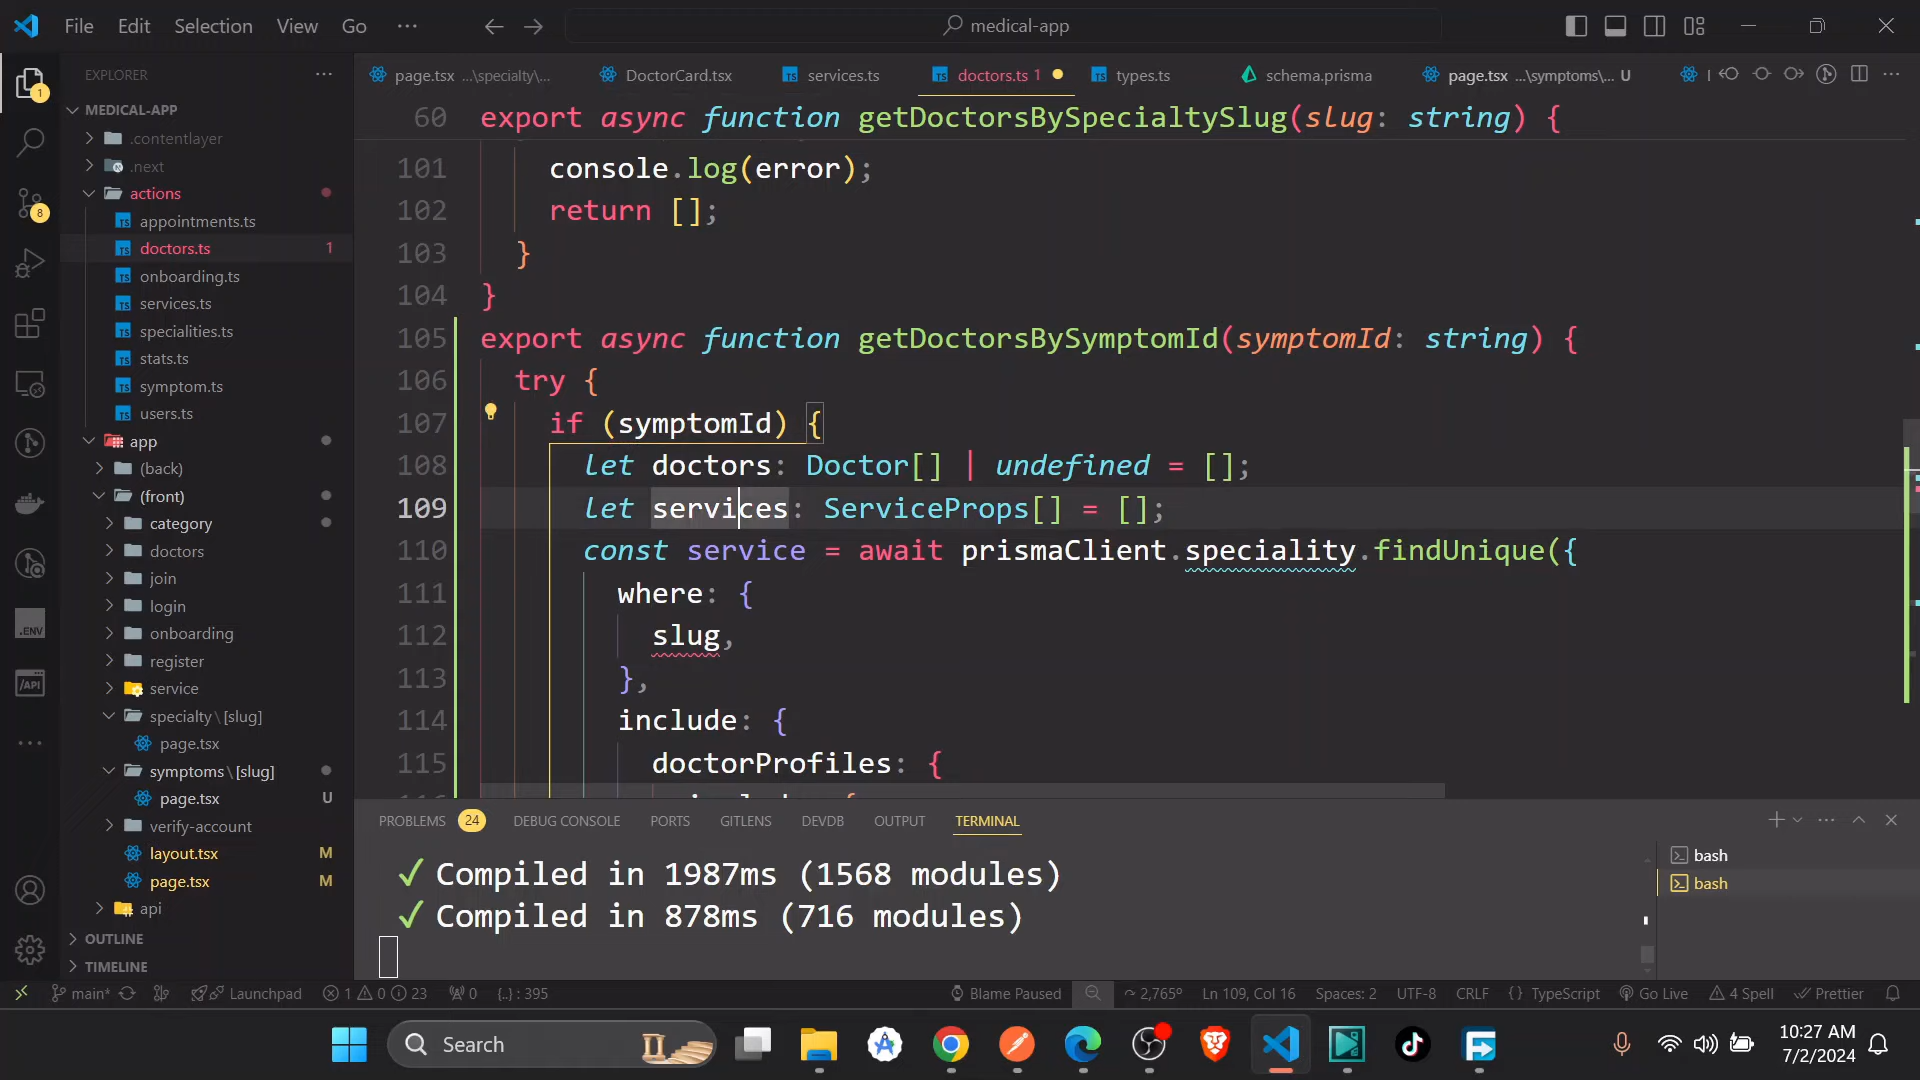 File Edit Selection View Go ··· medical-app
EXPLORER ···
page.tsx ...\specialty\... DoctorCard.tsx services.ts doctors.ts 1 types.ts schema.prisma page.tsx ...\symptoms\... U
MEDICAL-APP
.contentlayer
.next
actions
appointments.ts
doctors.ts 1
onboarding.ts
services.ts
specialities.ts
stats.ts
symptom.ts
users.ts
app
(back)
(front)
category
doctors
join
login
onboarding
register
service
specialty\[slug]
page.tsx
symptoms\[slug]
page.tsx U
verify-account
layout.tsx M
page.tsx M
api
OUTLINE
TIMELINE
60 export async function getDoctorsBySpecialtySlug(slug: string) {
101 console.log(error);
102 return [];
103 }
104 }
105 export async function getDoctorsBySymptomId(symptomId: string) {
106 try {
107 if (symptomId) {
108 let doctors: Doctor[] | undefined = [];
109 let services: ServiceProps[] = [];
110 const service = await prismaClient.speciality.findUnique({
111 where: {
112 slug,
113 },
114 include: {
115 doctorProfiles: {
PROBLEMS 24 DEBUG CONSOLE PORTS GITLENS DEVDB OUTPUT TERMINAL
✓ Compiled in 1987ms (1568 modules)
✓ Compiled in 878ms (716 modules)
bash
bash
main* Launchpad 1 0 23 0 {..} : 395 Blame Paused 2,765º Ln 109, Col 16 Spaces: 2 UTF-8 CRLF {} TypeScript Go Live 4 Spell Prettier
1
8
.ENV
/API
Search
10:27 AM
7/2/2024